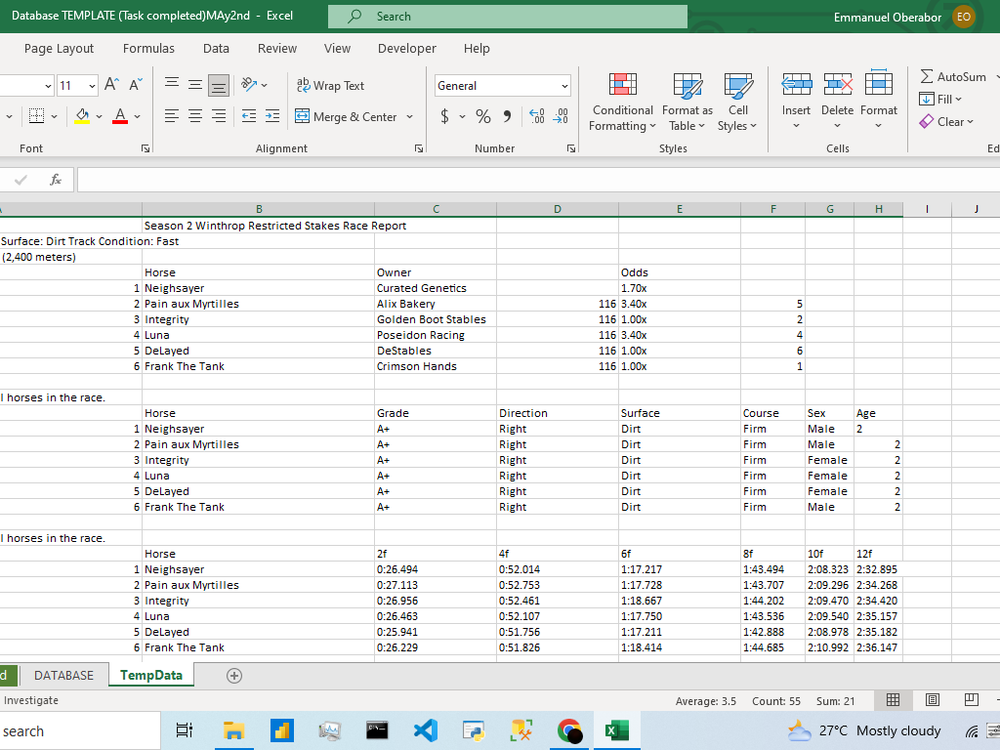 Database TEMPLATE (Task completed)MAy2nd - Excel Search Emmanuel Oberabor EO
Page Layout Formulas Data Review View Developer Help
11 A^ A˅ ab Wrap Text General Conditional Formatting Format as Table Cell Styles Insert Delete Format AutoSum
A Merge & Center $ % , .00 .00 Fill
Clear
Font Alignment Number Styles Cells Ed
fx
A B C D E F G H I J
Season 2 Winthrop Restricted Stakes Race Report
Surface: Dirt Track Condition: Fast
(2,400 meters)
Horse Owner Odds
1 Neighsayer Curated Genetics 1.70x
2 Pain aux Myrtilles Alix Bakery 116 3.40x 5
3 Integrity Golden Boot Stables 116 1.00x 2
4 Luna Poseidon Racing 116 3.40x 4
5 DeLayed DeStables 116 1.00x 6
6 Frank The Tank Crimson Hands 116 1.00x 1
l horses in the race.
Horse Grade Direction Surface Course Sex Age
1 Neighsayer A+ Right Dirt Firm Male 2
2 Pain aux Myrtilles A+ Right Dirt Firm Male 2
3 Integrity A+ Right Dirt Firm Female 2
4 Luna A+ Right Dirt Firm Female 2
5 DeLayed A+ Right Dirt Firm Female 2
6 Frank The Tank A+ Right Dirt Firm Male 2
l horses in the race.
Horse 2f 4f 6f 8f 10f 12f
1 Neighsayer 0:26.494 0:52.014 1:17.217 1:43.494 2:08.323 2:32.895
2 Pain aux Myrtilles 0:27.113 0:52.753 1:17.728 1:43.707 2:09.296 2:34.268
3 Integrity 0:26.956 0:52.461 1:18.667 1:44.202 2:09.470 2:34.420
4 Luna 0:26.463 0:52.107 1:17.750 1:43.536 2:09.540 2:35.157
5 DeLayed 0:25.941 0:51.756 1:17.211 1:42.888 2:08.978 2:35.182
6 Frank The Tank 0:26.229 0:51.826 1:18.414 1:44.685 2:10.992 2:36.147
d DATABASE TempData
Investigate Average: 3.5 Count: 55 Sum: 21
search 27°C Mostly cloudy